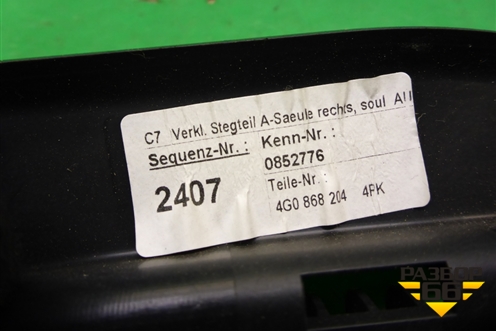 C7 Verkl. Stegteil A-Saeule rechts, soul
Sequenz-Nr. : Kenn-Nr. :
0852776
2407
Teile-Nr. :
4G0 868 204 4PK
РАЗБОР
68